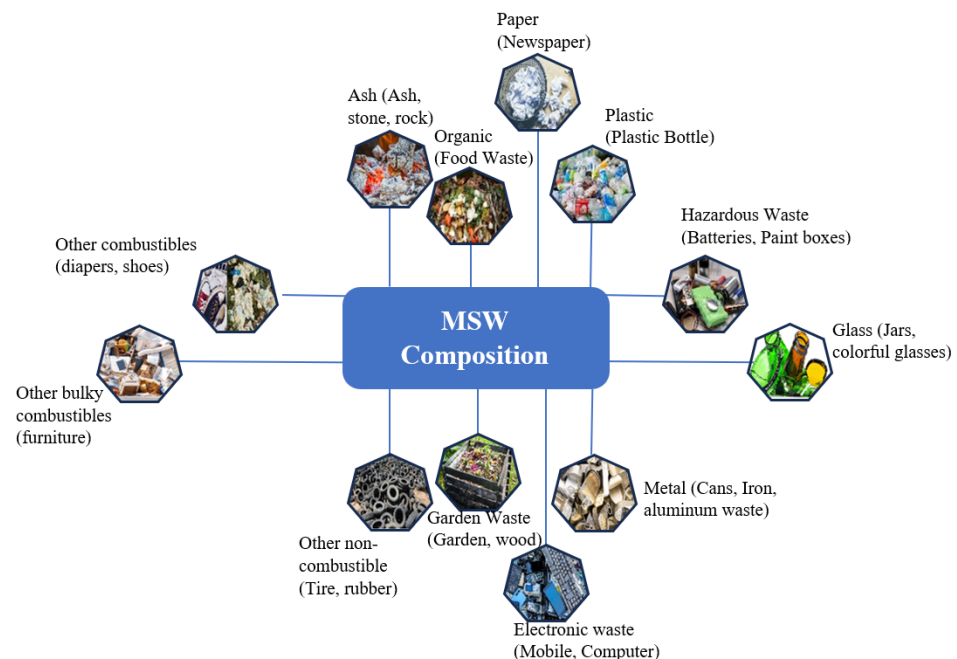 Paper
(Newspaper)
Ash (Ash,
stone, rock)
Organic
(Food Waste)
Plastic
(Plastic Bottle)
Hazardous Waste
(Batteries, Paint boxes)
Other combustibles
(diapers, shoes)
MSW
Composition
Glass (Jars,
colorful glasses)
Other bulky
combustibles
(furniture)
Other non-
combustible
(Tire, rubber)
Garden Waste
(Garden, wood)
Metal (Cans, Iron,
aluminum waste)
Electronic waste
(Mobile, Computer)